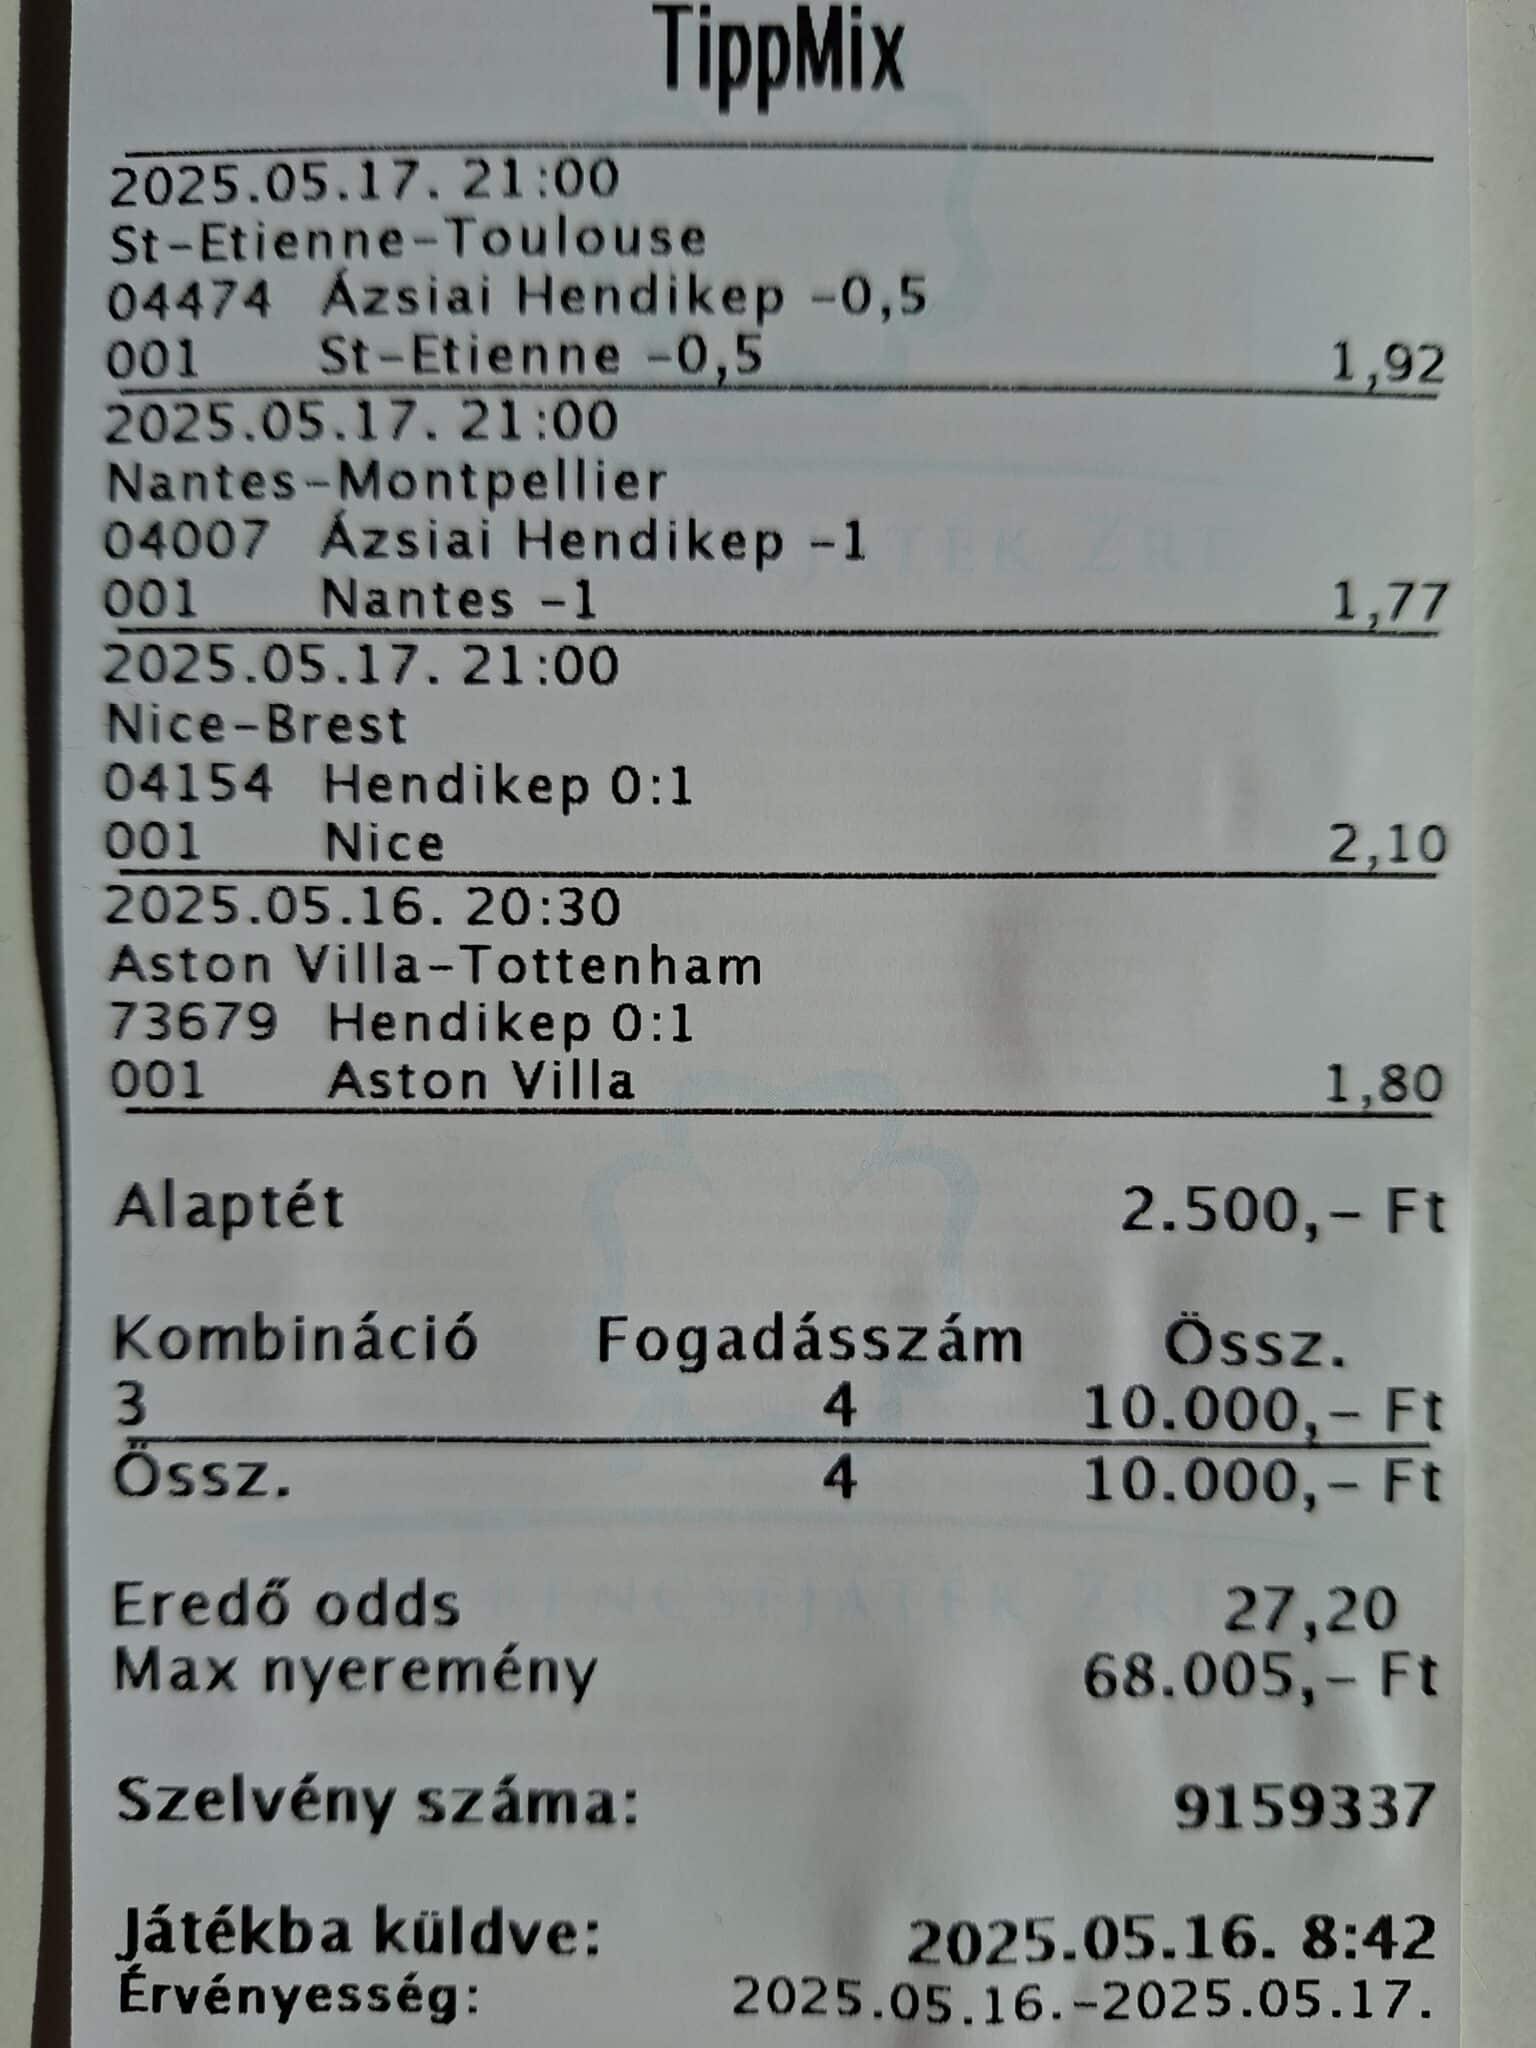 TippMix
2025.05.17. 21:00
St-Etienne-Toulouse
04474 Ázsiai Hendikep -0,5
001 St-Etienne -0,5 1,92
2025.05.17. 21:00
Nantes-Montpellier
04007 Ázsiai Hendikep -1
001 Nantes -1 1,77
2025.05.17. 21:00
Nice-Brest
04154 Hendikep 0:1
001 Nice 2,10
2025.05.16. 20:30
Aston Villa-Tottenham
73679 Hendikep 0:1
001 Aston Villa 1,80
Alaptét 2.500,- Ft
Kombináció Fogadásszám Össz.
3 4 10.000,- Ft
Össz. 4 10.000,- Ft
Eredő odds 27,20
Max nyeremény 68.005,- Ft
Szelvény száma: 9159337
Játékba küldve: 2025.05.16. 8:42
Érvényesség: 2025.05.16.-2025.05.17.